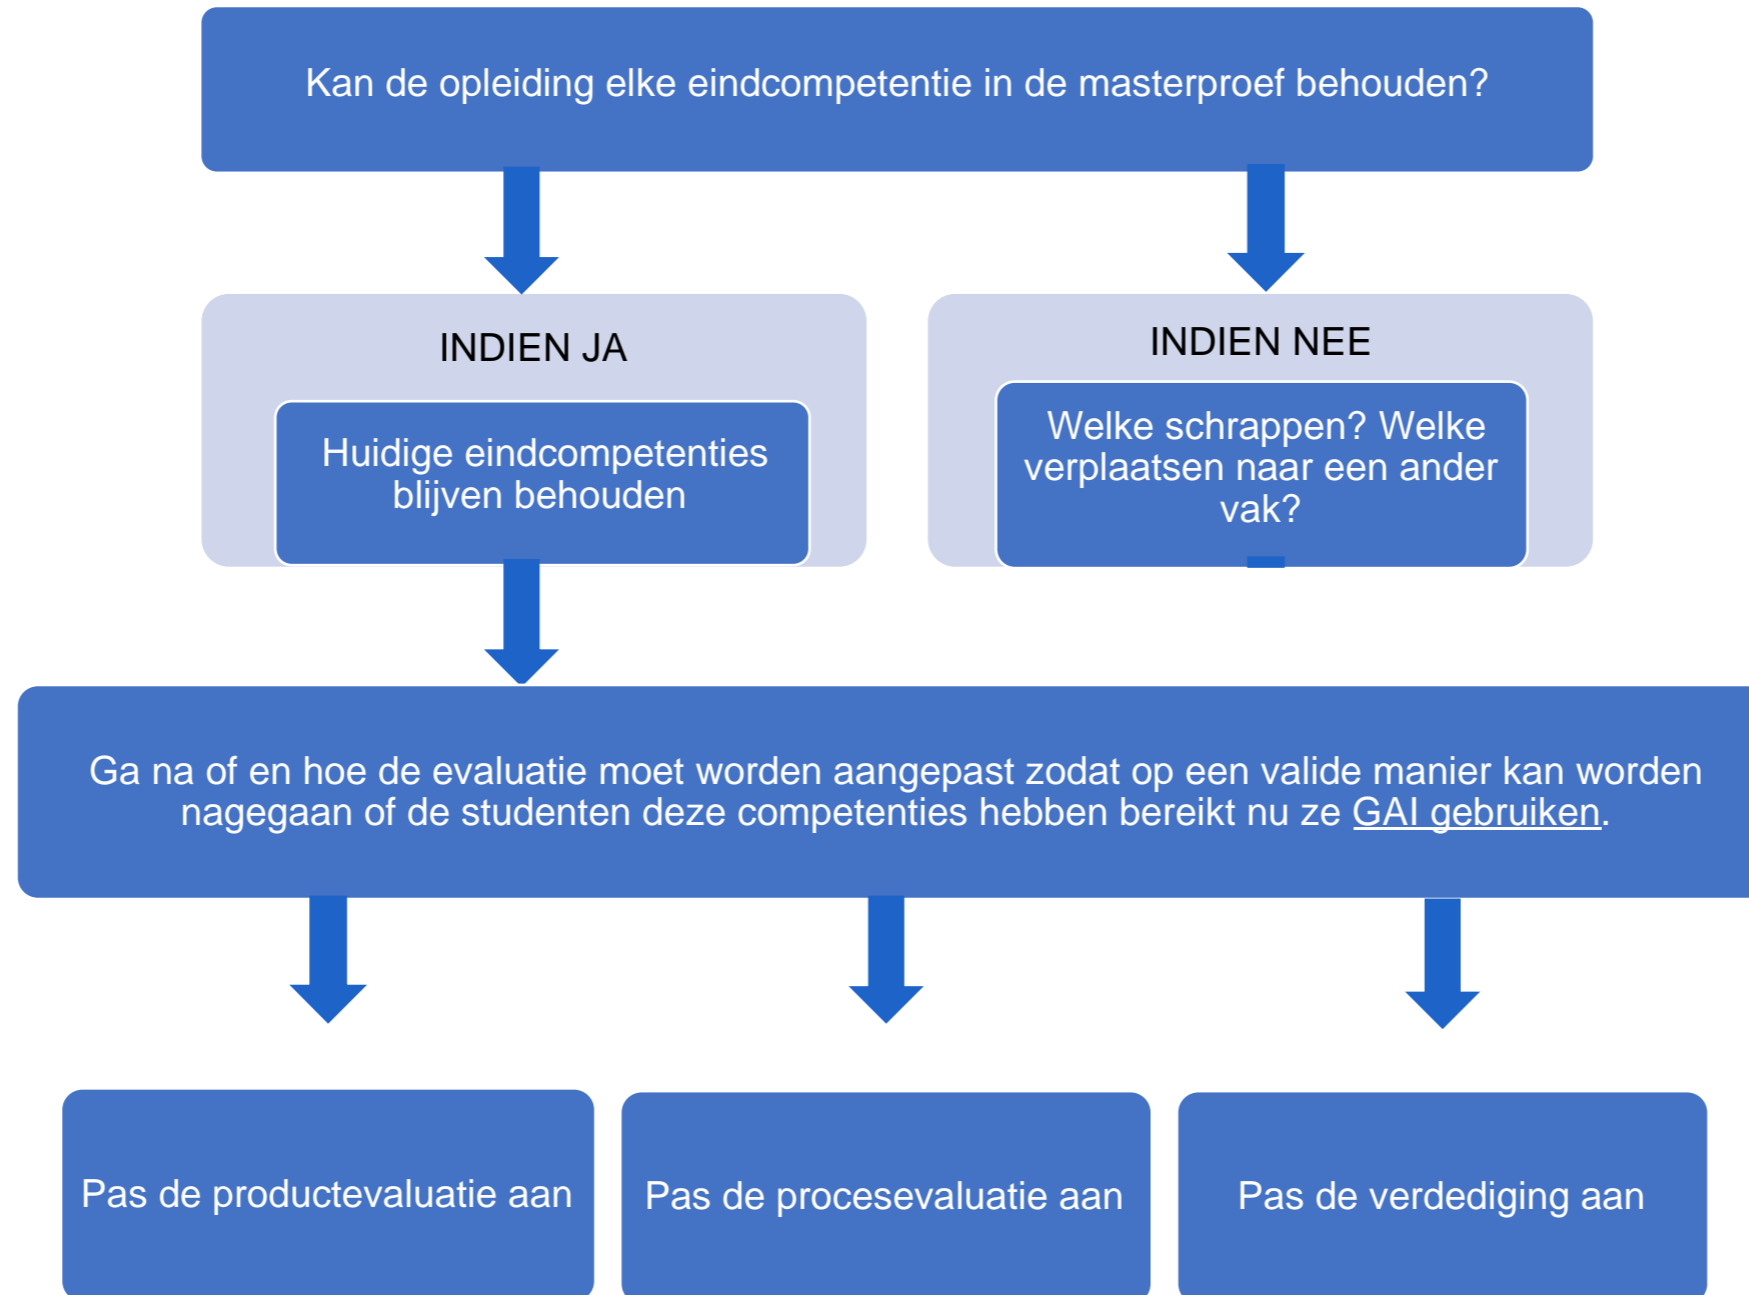 Kan de opleiding elke eindcompetentie in de masterproef behouden?
INDIEN JA
Huidige eindcompetenties
blijven behouden
INDIEN NEE
Welke schrappen? Welke
verplaatsen naar een ander
vak?
Ga na of en hoe de evaluatie moet worden aangepast zodat op een valide manier kan worden
nagegaan of de studenten deze competenties hebben bereikt nu ze GAI gebruiken.
Pas de productevaluatie aan
Pas de procesevaluatie aan
Pas de verdediging aan